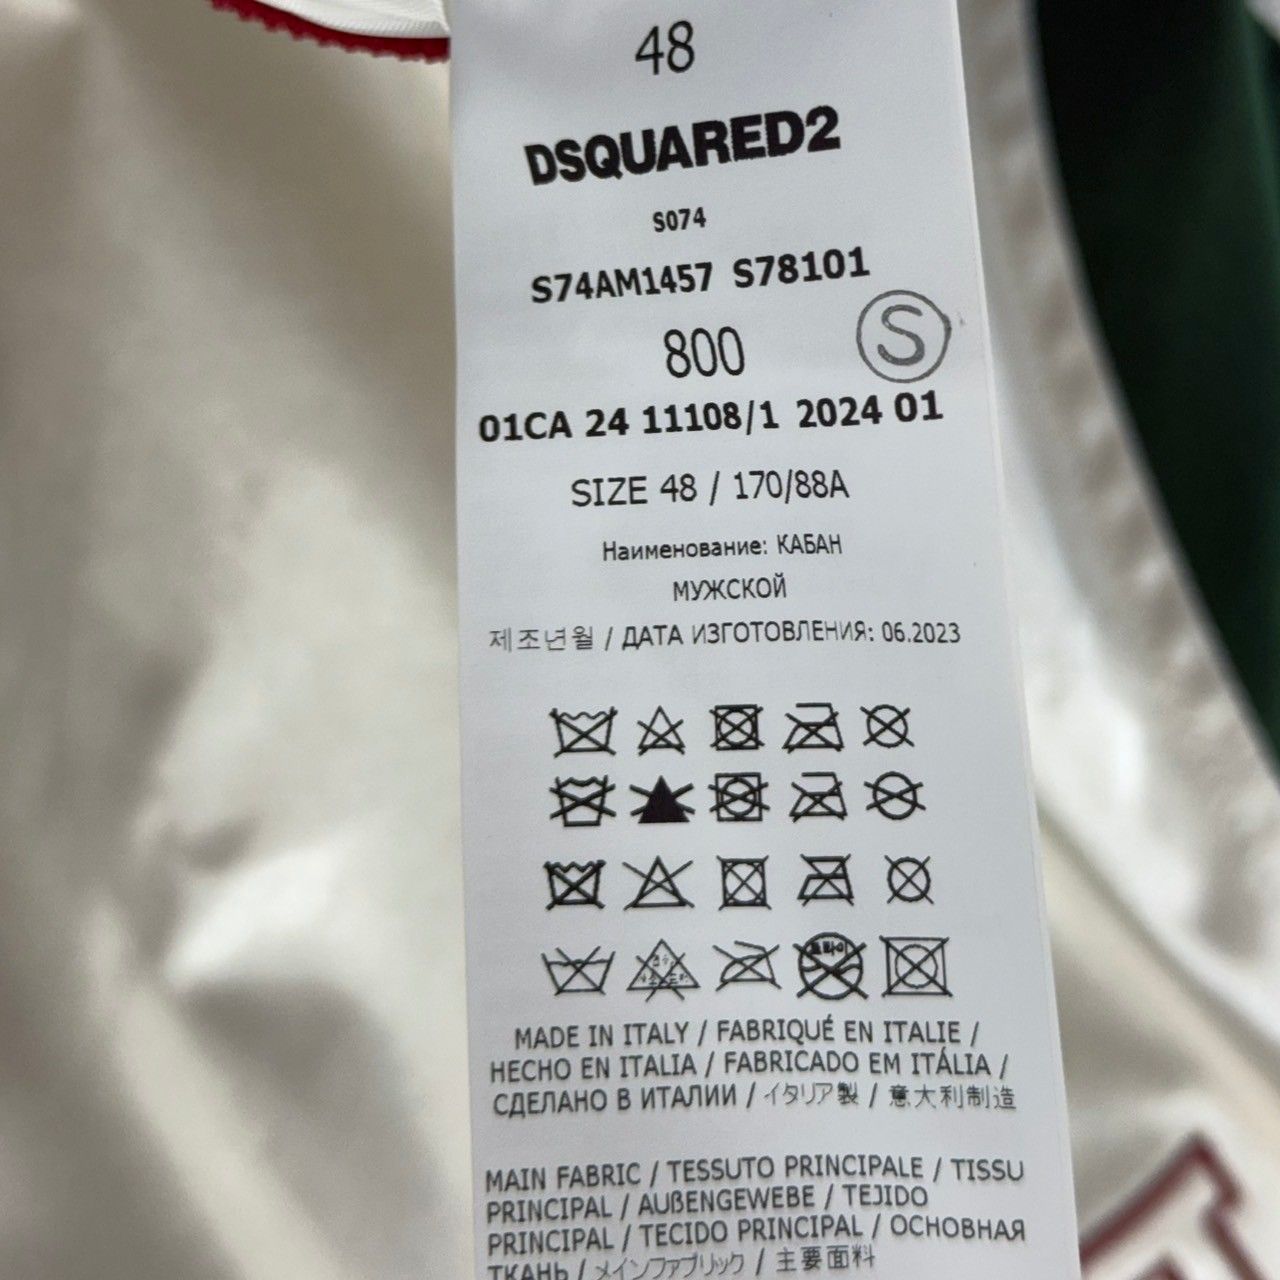 48
DSQUARED2
S074
S74AM1457 S78101
800 S
01CA 24 11108/1 2024 01
SIZE 48 / 170/88A
Наименование: КАБАН
МУЖСКОЙ
제조년월 / ДАТА ИЗГОТОВЛЕНИЯ: 06.2023
드라이
MADE IN ITALY / FABRIQUÉ EN ITALIE /
HECHO EN ITALIA / FABRICADO EM ITÁLIA /
СДЕЛАНО В ИТАЛИИ / イタリア製 / 意大利制造
MAIN FABRIC / TESSUTO PRINCIPALE / TISSU
PRINCIPAL / AUßENGEWEBE / TEJIDO
PRINCIPAL / TECIDO PRINCIPAL / ОСНОВНАЯ
ТКАНЬ / メインファブリック / 主要面料